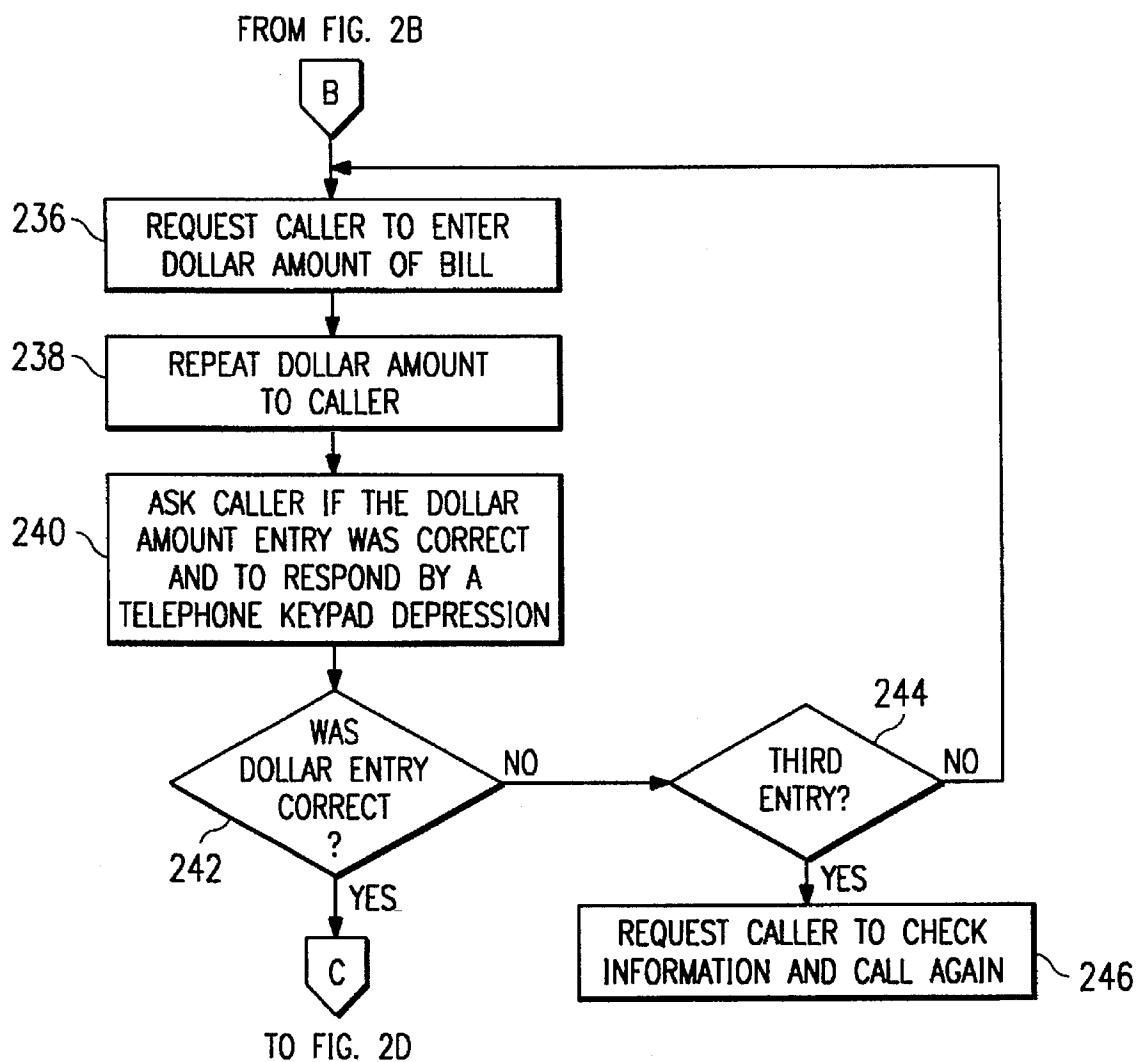 FROM FIG. 2B
B
236
REQUEST CALLER TO ENTER
DOLLAR AMOUNT OF BILL
238
REPEAT DOLLAR AMOUNT
TO CALLER
240
ASK CALLER IF THE DOLLAR
AMOUNT ENTRY WAS CORRECT
AND TO RESPOND BY A
TELEPHONE KEYPAD DEPRESSION
WAS
DOLLAR ENTRY
CORRECT
?
242
NO
244
THIRD
ENTRY?
NO
YES
YES
C
REQUEST CALLER TO CHECK
INFORMATION AND CALL AGAIN
246
TO FIG. 2D